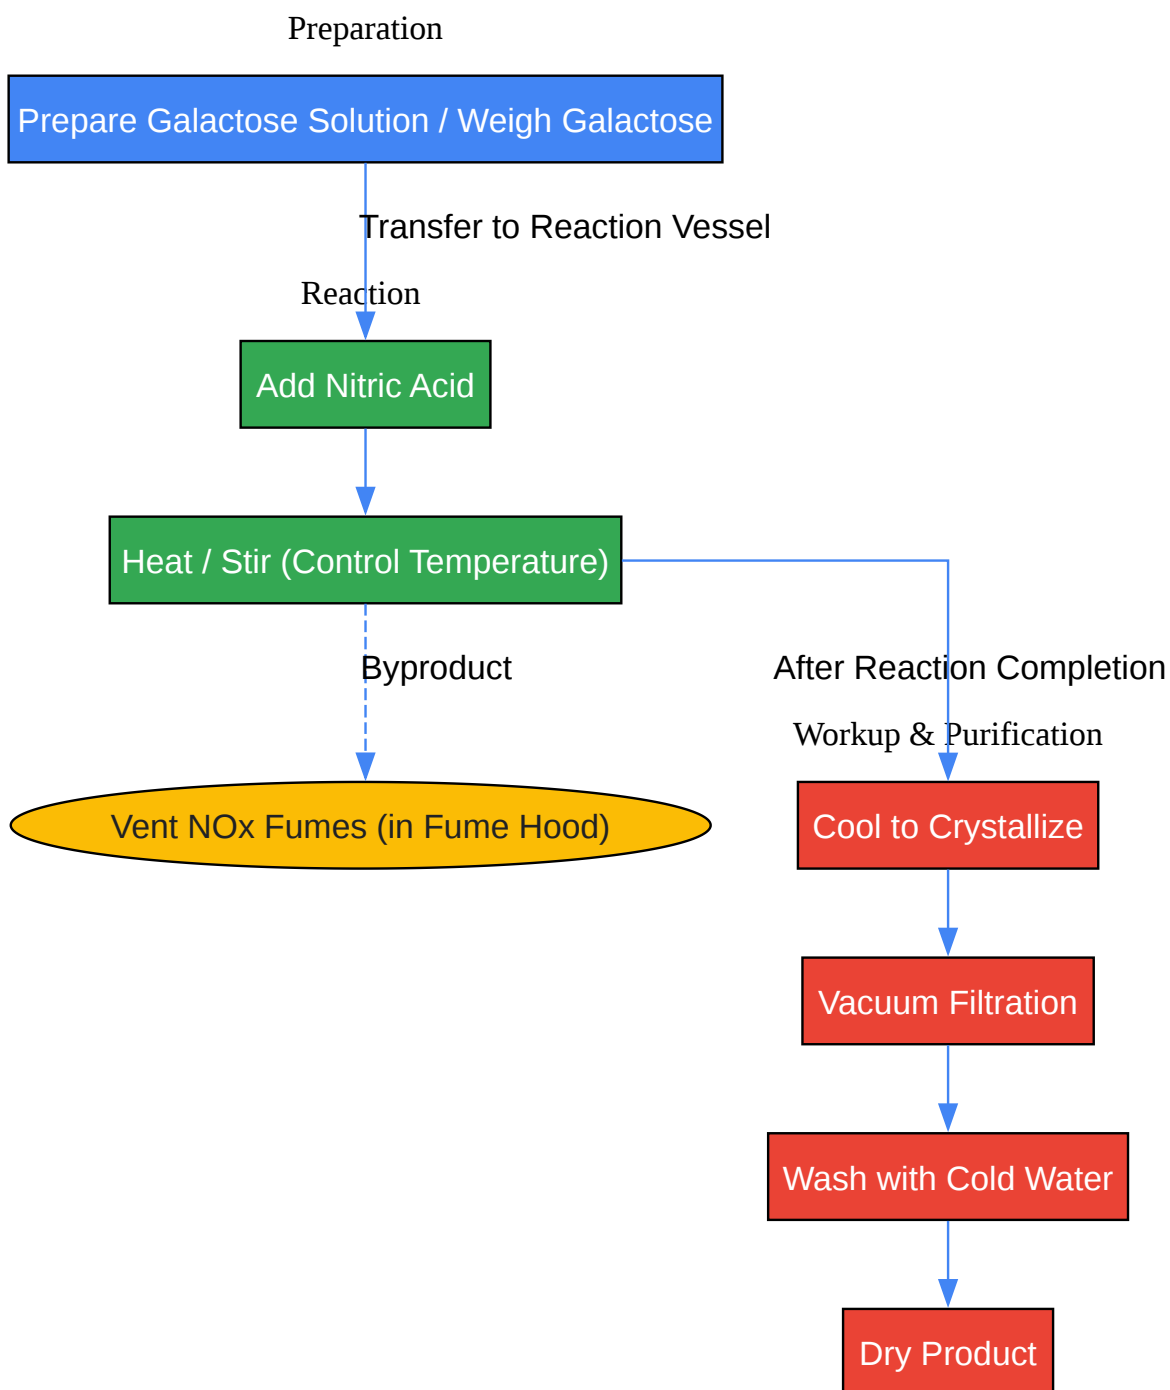 Preparation
Prepare Galactose Solution / Weigh Galactose
Transfer to Reaction Vessel
Reaction
Add Nitric Acid
Heat / Stir (Control Temperature)
Byproduct
After Reaction Completion
Workup & Purification
Vent NOx Fumes (in Fume Hood)
Cool to Crystallize
Vacuum Filtration
Wash with Cold Water
Dry Product